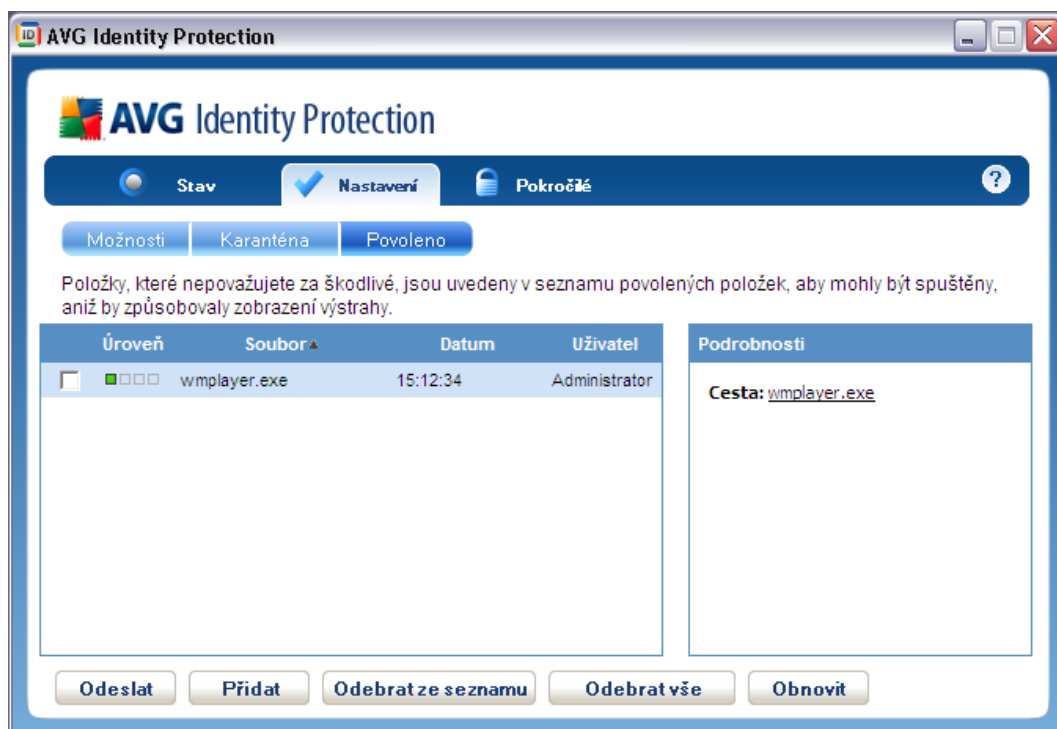 AVG Identity Protection
AVG Identity Protection
Stav Nastavení Pokročilé
Možnosti Karanténa Povoleno
Položky, které nepovažujete za škodlivé, jsou uvedeny v seznamu povolených položek, aby mohly být spuštěny,
aniž by způsobovaly zobrazení výstrahy.
Úroveň Soubor Datum Uživatel Podrobnosti
wmplayer.exe 15:12:34 Administrator
Cesta: wmplayer.exe
Odeslat Přidat Odebrat ze seznamu Odebrat vše Obnovit